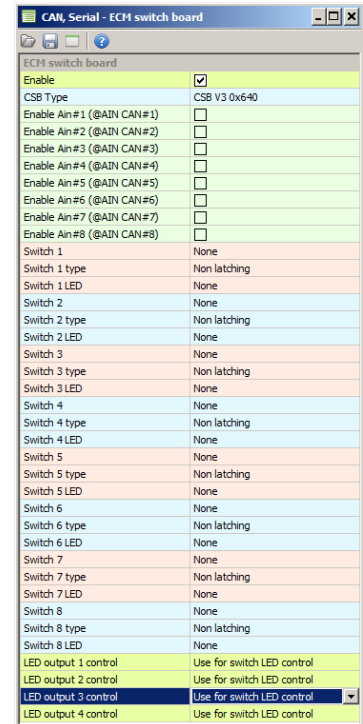 CAN, Serial - ECM switch board
ECM switch board
Enable
CSB Type CSB V3 0x640
Enable Ain#1 (@AIN CAN#1)
Enable Ain#2 (@AIN CAN#2)
Enable Ain#3 (@AIN CAN#3)
Enable Ain#4 (@AIN CAN#4)
Enable Ain#5 (@AIN CAN#5)
Enable Ain#6 (@AIN CAN#6)
Enable Ain#7 (@AIN CAN#7)
Enable Ain#8 (@AIN CAN#8)
Switch 1 None
Switch 1 type Non latching
Switch 1 LED None
Switch 2 None
Switch 2 type Non latching
Switch 2 LED None
Switch 3 None
Switch 3 type Non latching
Switch 3 LED None
Switch 4 None
Switch 4 type Non latching
Switch 4 LED None
Switch 5 None
Switch 5 type Non latching
Switch 5 LED None
Switch 6 None
Switch 6 type Non latching
Switch 6 LED None
Switch 7 None
Switch 7 type Non latching
Switch 7 LED None
Switch 8 None
Switch 8 type Non latching
Switch 8 LED None
LED output 1 control Use for switch LED control
LED output 2 control Use for switch LED control
LED output 3 control Use for switch LED control
LED output 4 control Use for switch LED control